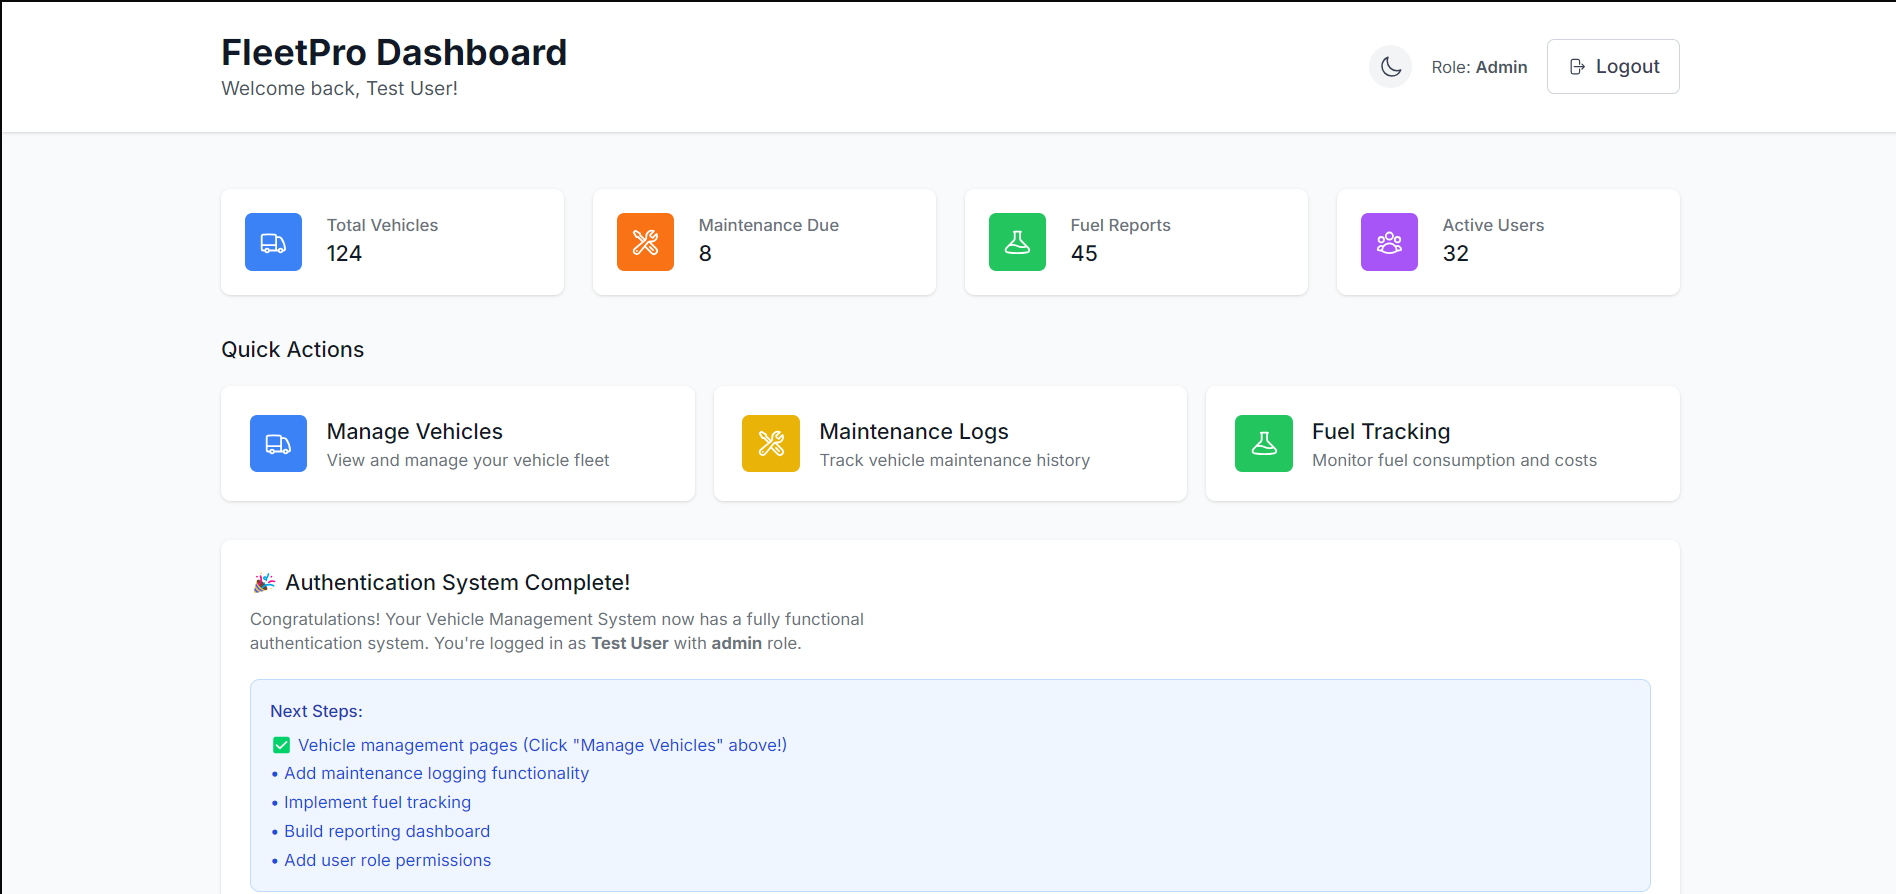 FleetPro Dashboard
Welcome back, Test User!
Role: Admin
Logout
Total Vehicles
124
Maintenance Due
8
Fuel Reports
45
Active Users
32
Quick Actions
Manage Vehicles
View and manage your vehicle fleet
Maintenance Logs
Track vehicle maintenance history
Fuel Tracking
Monitor fuel consumption and costs
🎉 Authentication System Complete!
Congratulations! Your Vehicle Management System now has a fully functional
authentication system. You're logged in as Test User with admin role.
Next Steps:
✅ Vehicle management pages (Click "Manage Vehicles" above!)
• Add maintenance logging functionality
• Implement fuel tracking
• Build reporting dashboard
• Add user role permissions